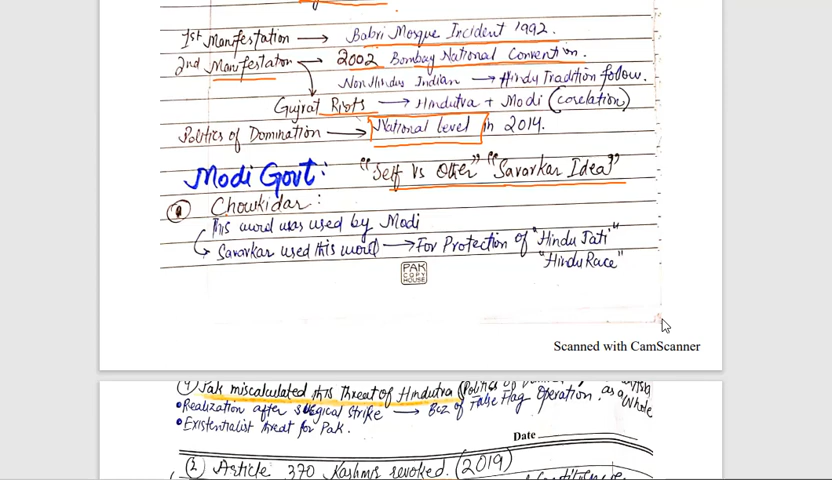 1st Manifestation → Babri Mosque Incident 1992.
2nd Manifestation → 2002 Bombay National Convention.
Non Hindus Indian → Hindu Tradition follow.
Gujrat Riots → Hindutva + Modi (corelation)
Politics of Domination → National Level in 2014.
Modi Govt: "Self vs Other" "Savarkar Idea"
① Chowkidar:
This word was used by Modi
Savarkar used this word → For Protection of "Hindu Jati"
"Hindu Race"
PAK
COPY
HOUSE
Scanned with CamScanner
Pak miscalculated this Threat of Hindutva (Politics of as a Whole
•Realization after surgical strike → Bcz of False Flag Operation.
•Existentialist threat for Pak.
Date
② Article 370 Kashmir revoked. (2019)